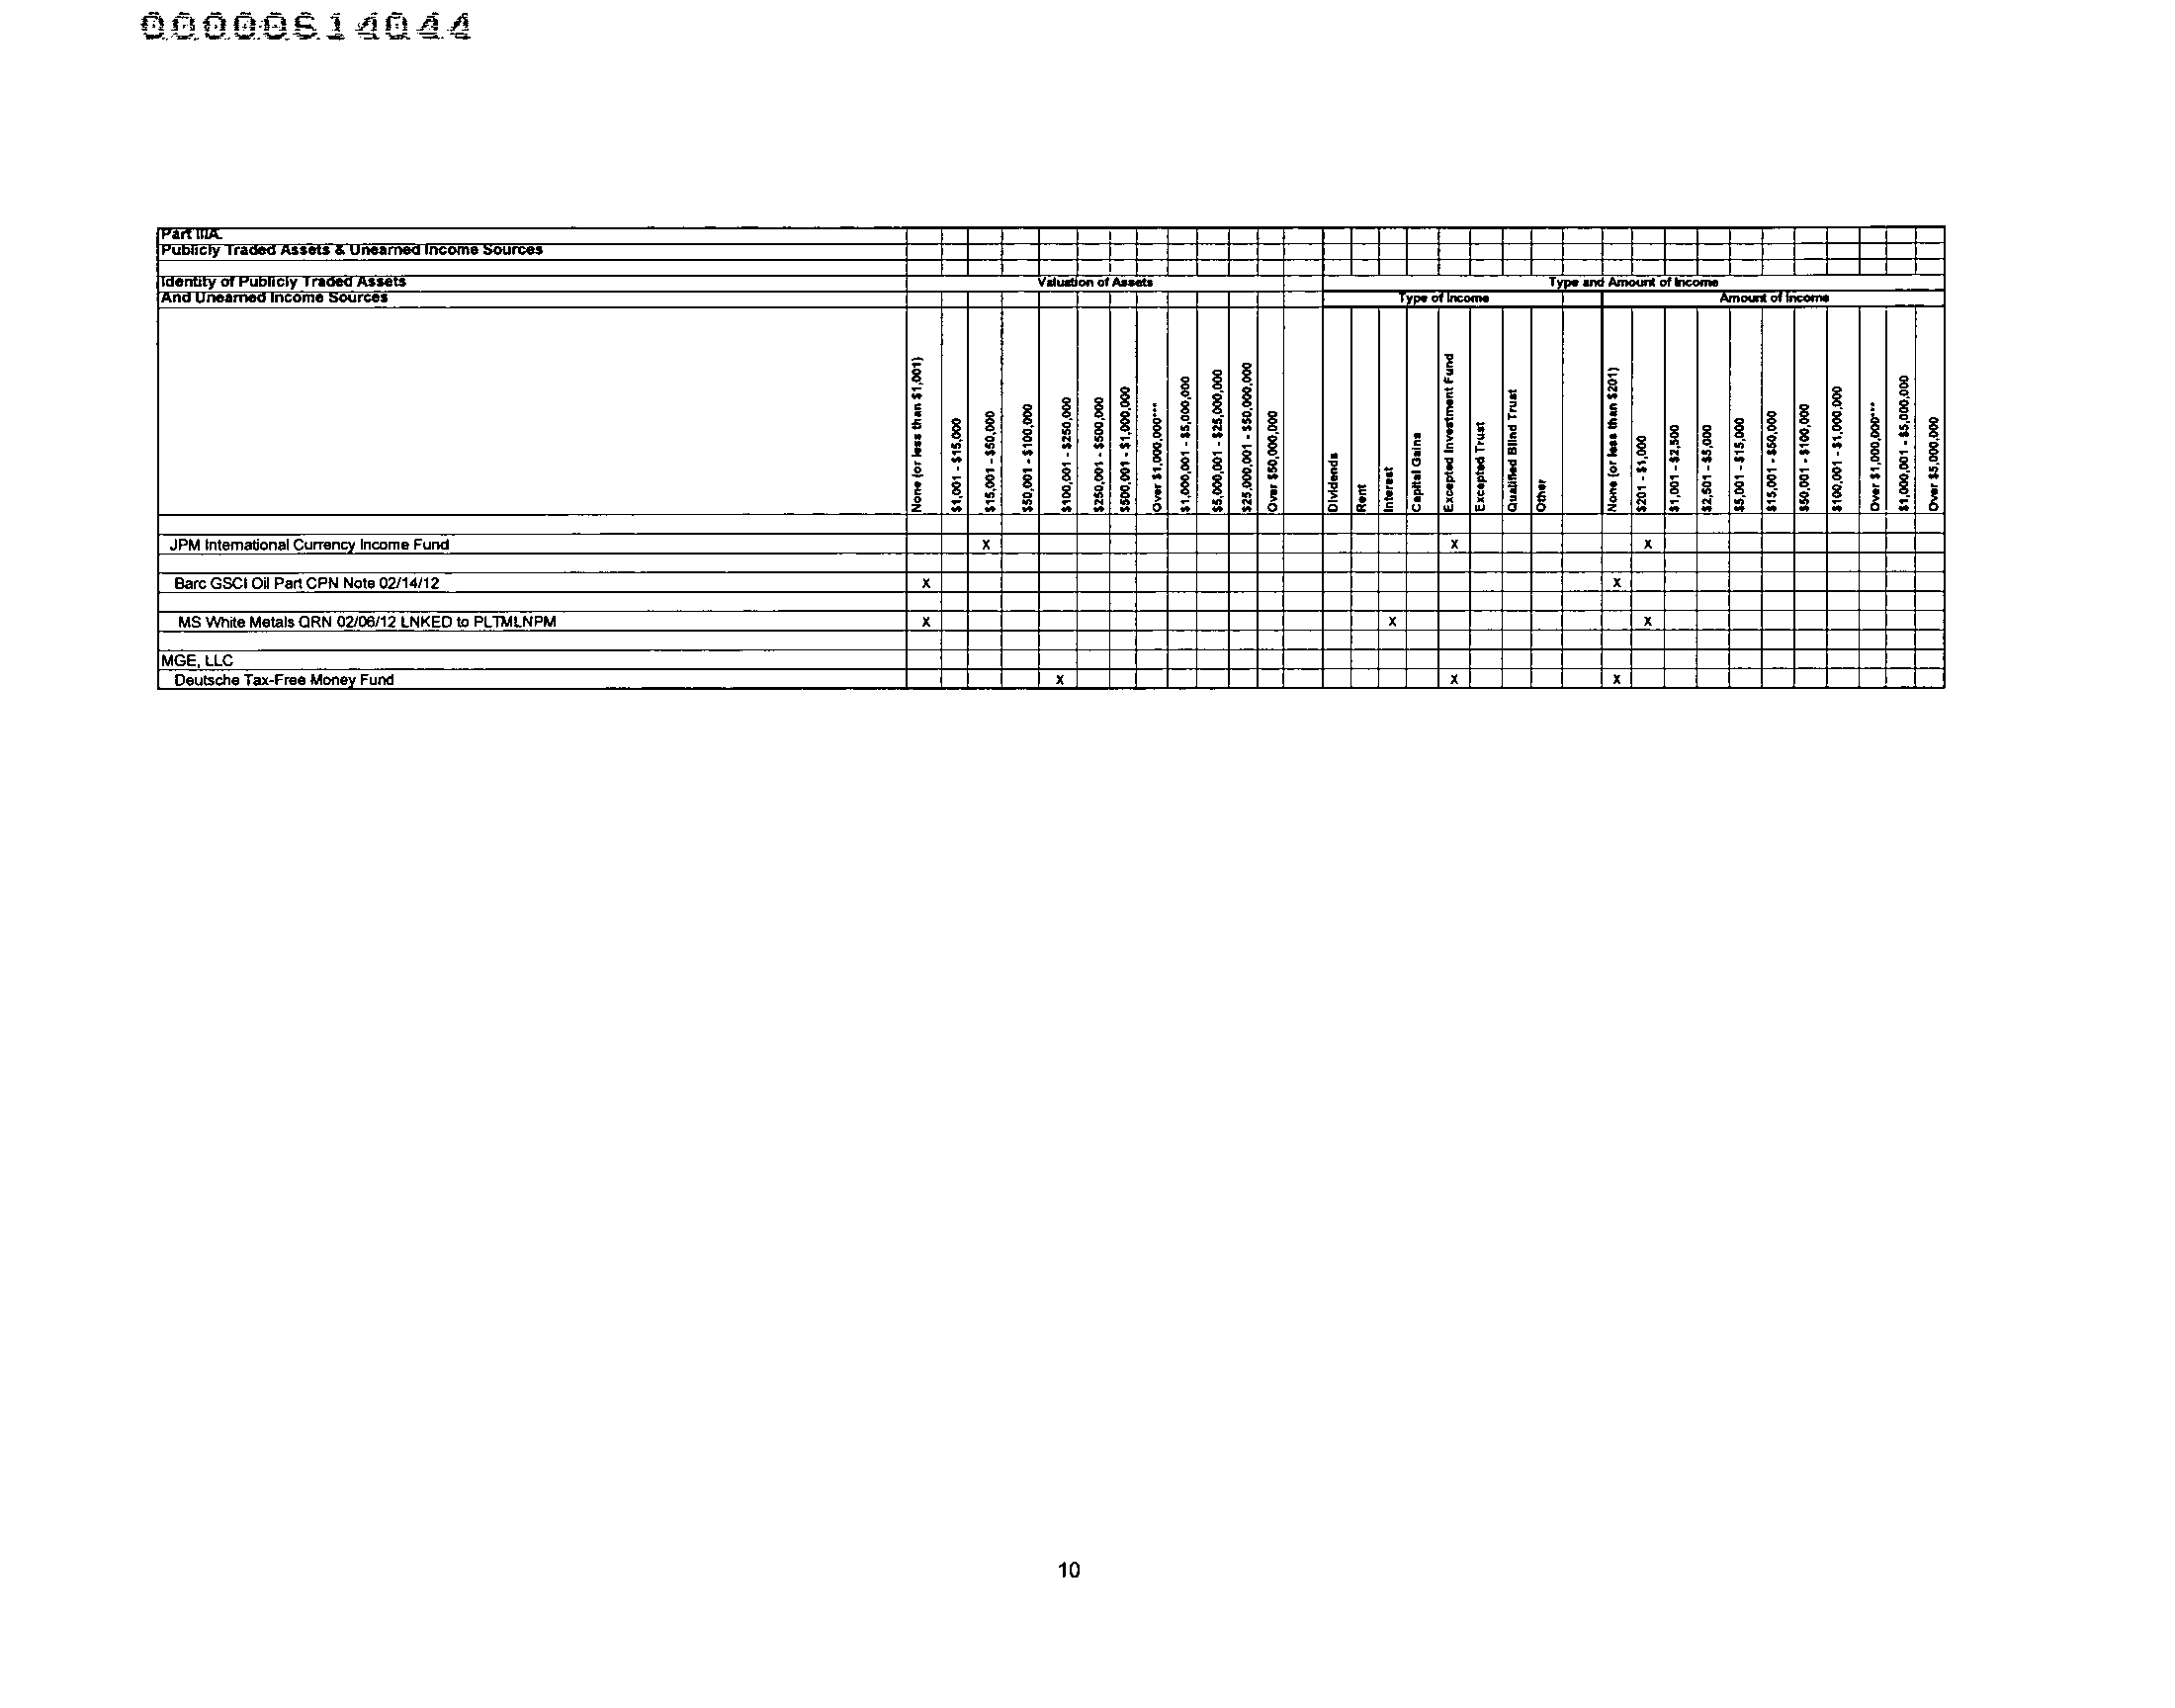 00000614044
Part IIIA.
Publicly Traded Assets & Unearned Income Sources
Identity of Publicly Traded Assets
Valuation of Assets
Type and Amount of Income
And Unearned Income Sources
Type of Income
Amount of Income
None (or less than $1,001)
$1,001 - $15,000
$15,001 - $50,000
$50,001 - $100,000
$100,001 - $250,000
$250,001 - $500,000
$500,001 - $1,000,000
Over $1,000,000***
$1,000,001 - $5,000,000
$5,000,001 - $25,000,000
$25,000,001 - $50,000,000
Over $50,000,000
Dividends
Rent
Interest
Capital Gains
Excepted Investment Fund
Excepted Trust
Qualified Blind Trust
Other
None (or less than $201)
$201 - $1,000
$1,001 - $2,500
$2,501 - $5,000
$5,001 - $15,000
$15,001 - $50,000
$50,001 - $100,000
$100,001 - $1,000,000
Over $1,000,000***
$1,000,001 - $5,000,000
Over $5,000,000
JPM International Currency Income Fund X X X
Barc GSCI Oil Part CPN Note 02/14/12 X X
MS White Metals QRN 02/06/12 LNKED to PLTMLNPM X X X
MGE, LLC
Deutsche Tax-Free Money Fund X X X
10